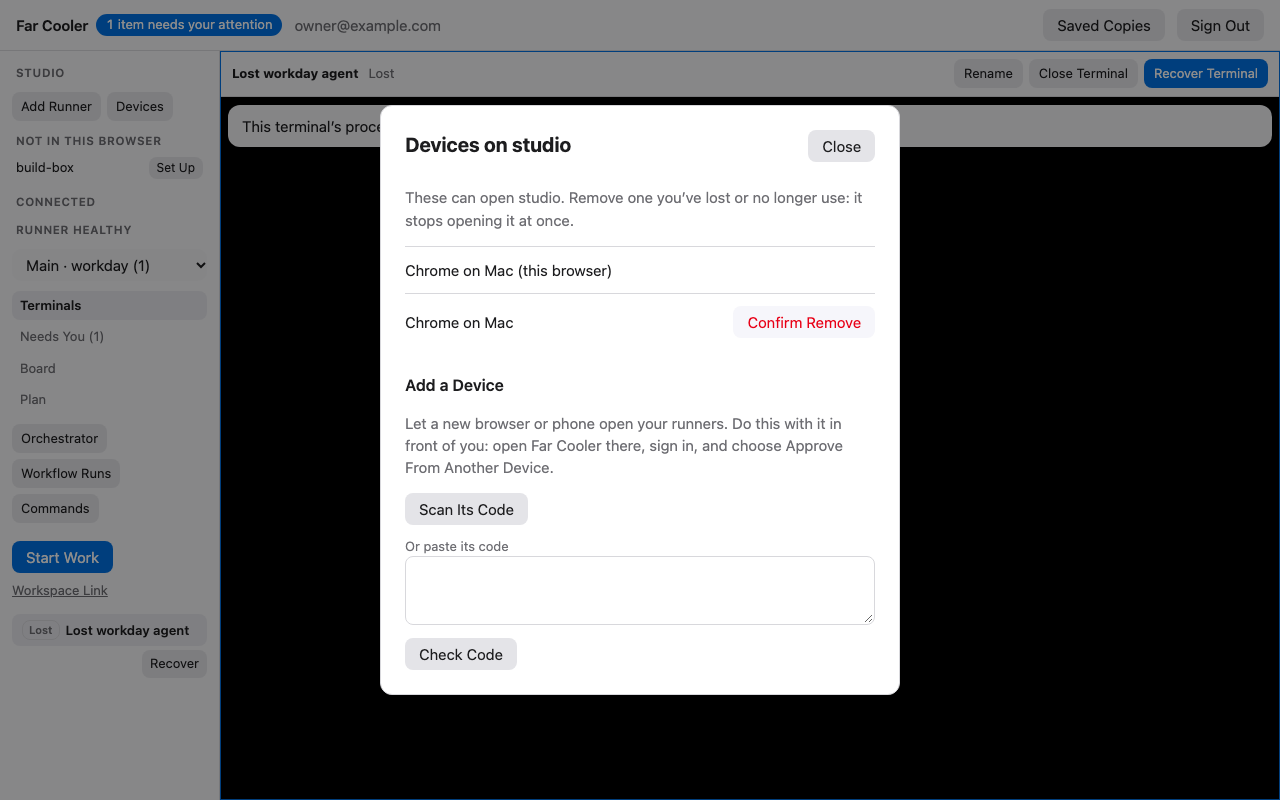 Far Cooler 1 item needs your attention owner@example.com Saved Copies Sign Out
STUDIO
Add Runner Devices
NOT IN THIS BROWSER
build-box Set Up
CONNECTED
RUNNER HEALTHY
Main · workday (1)
Terminals
Needs You (1)
Board
Plan
Orchestrator
Workflow Runs
Commands
Start Work
Workspace Link
Lost Lost workday agent
Recover
Lost workday agent Lost Rename Close Terminal Recover Terminal
This terminal’s proce
Devices on studio Close
These can open studio. Remove one you’ve lost or no longer use: it
stops opening it at once.
Chrome on Mac (this browser)
Chrome on Mac Confirm Remove
Add a Device
Let a new browser or phone open your runners. Do this with it in
front of you: open Far Cooler there, sign in, and choose Approve
From Another Device.
Scan Its Code
Or paste its code
Check Code